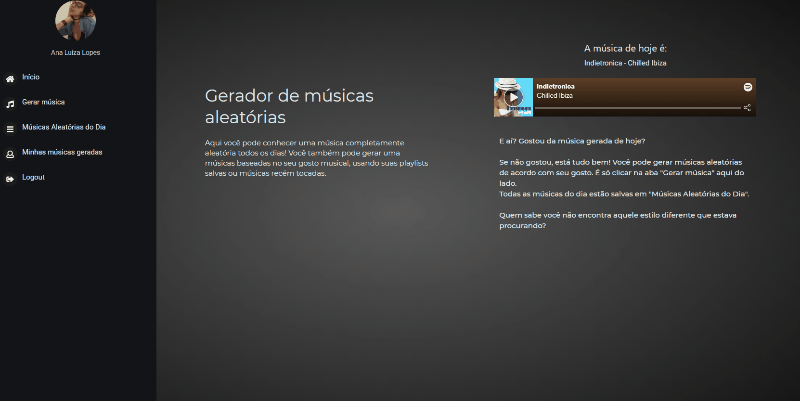 Ana Luiza Lopes
Início
Gerar música
Músicas Aleatórias do Dia
Minhas músicas geradas
Logout
Gerador de músicas
aleatórias
Aqui você pode conhecer uma música completamente
aleatória todos os dias! Você também pode gerar uma
músicas baseadas no seu gosto musical, usando suas playlists
salvas ou músicas recém tocadas.
A música de hoje é:
Indietronica - Chilled Ibiza
Indietronica
Chilled Ibiza
E aí? Gostou da música gerada de hoje?
Se não gostou, está tudo bem! Você pode gerar músicas aleatórias
de acordo com seu gosto. É só clicar na aba "Gerar música" aqui do
lado.
Todas as músicas do dia estão salvas em "Músicas Aleatórias do Dia".
Quem sabe você não encontra aquele estilo diferente que estava
procurando?